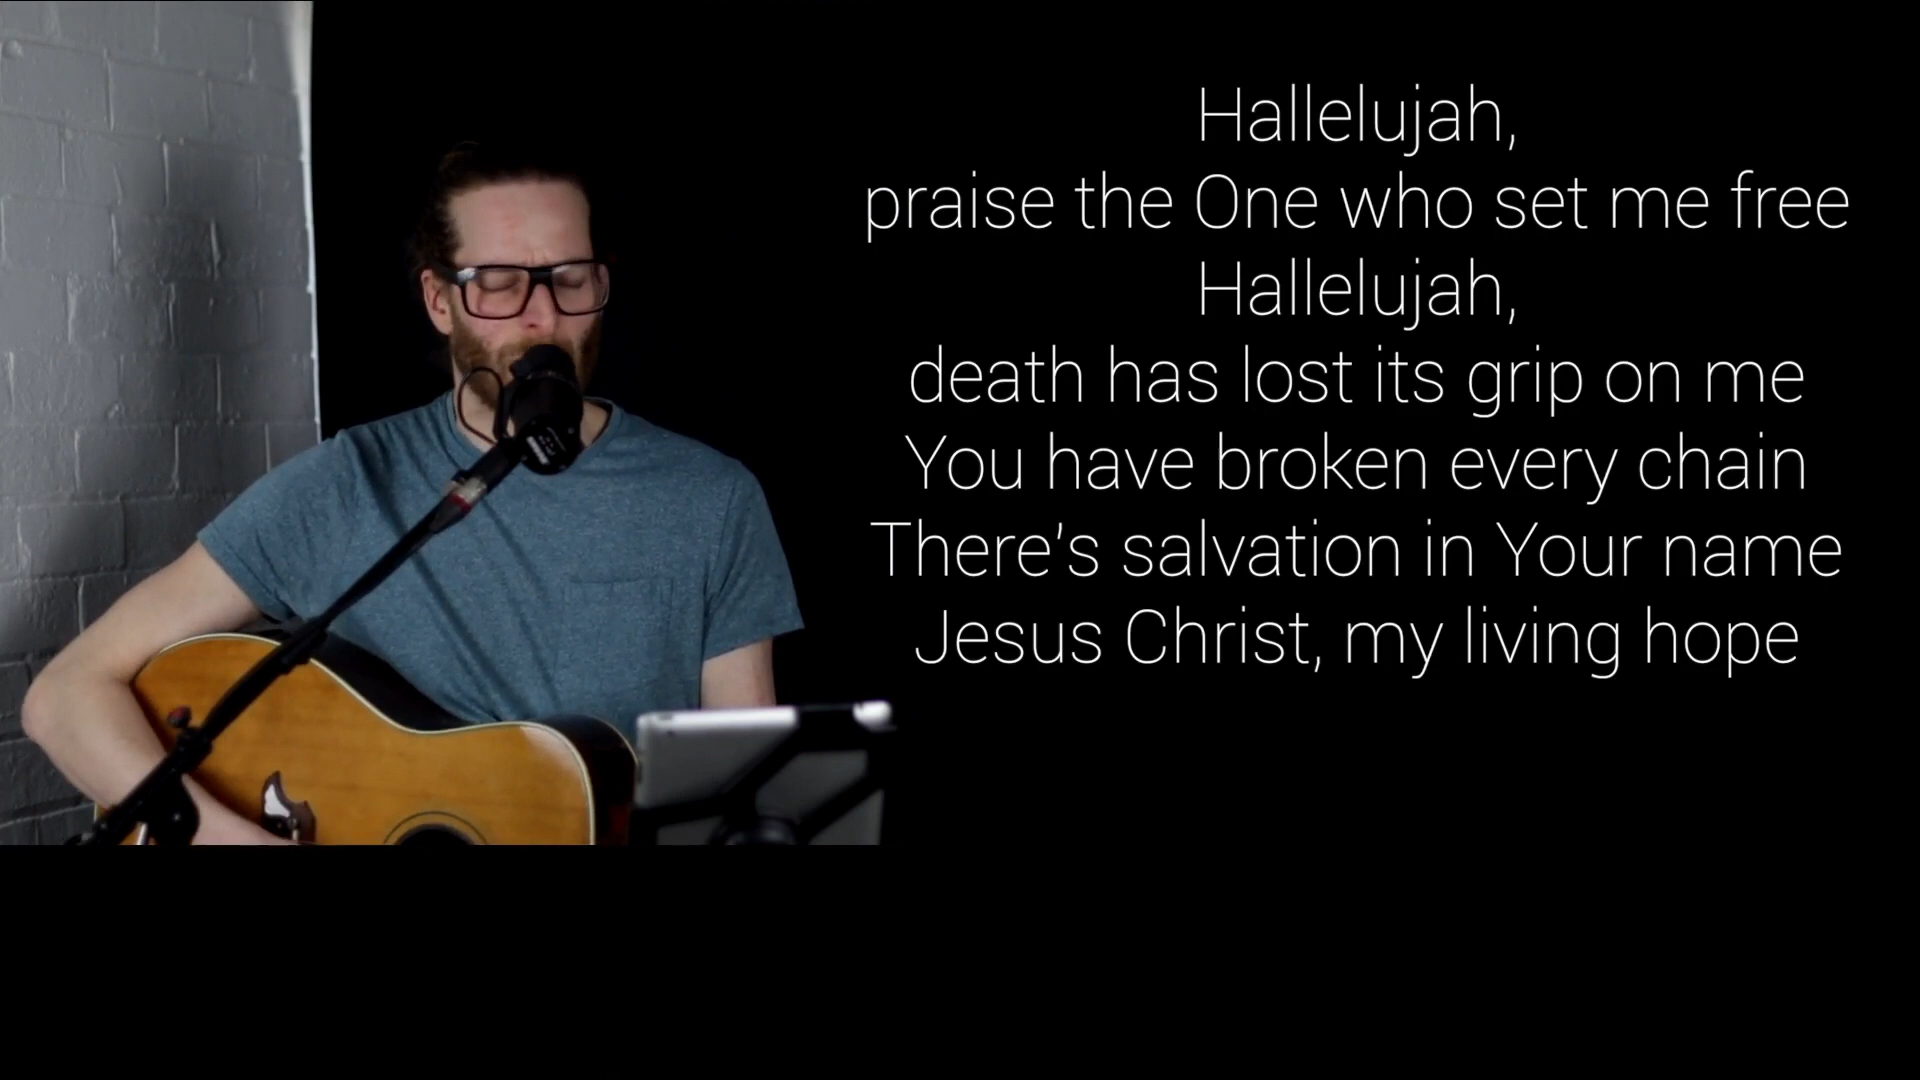 Hallelujah,
praise the One who set me free
Hallelujah,
death has lost its grip on me
You have broken every chain
There's salvation in Your name
Jesus Christ, my living hope